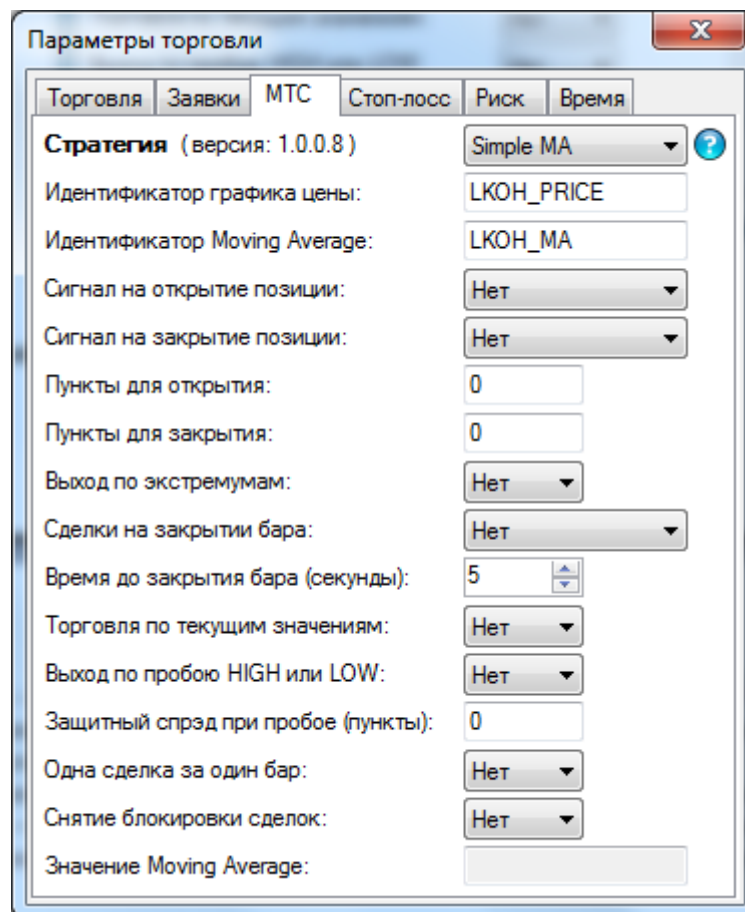 Параметры торговли
Торговля Заявки МТС Стоп-лосс Риск Время
Стратегия (версия: 1.0.0.8) Simple MA ?
Идентификатор графика цены: LKOH_PRICE
Идентификатор Moving Average: LKOH_MA
Сигнал на открытие позиции: Нет
Сигнал на закрытие позиции: Нет
Пункты для открытия: 0
Пункты для закрытия: 0
Выход по экстремумам: Нет
Сделки на закрытии бара: Нет
Время до закрытия бара (секунды): 5
Торговля по текущим значениям: Нет
Выход по пробою HIGH или LOW: Нет
Защитный спрэд при пробое (пункты): 0
Одна сделка за один бар: Нет
Снятие блокировки сделок: Нет
Значение Moving Average: